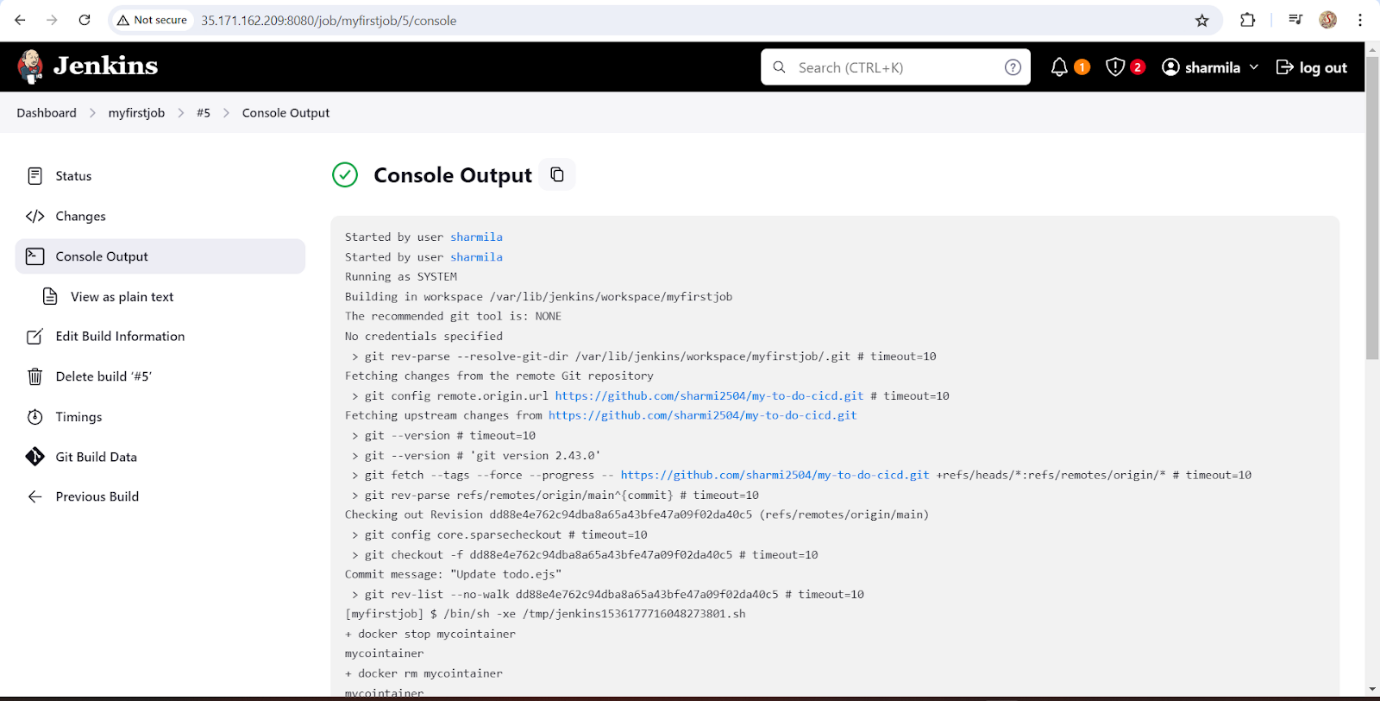 Not secure 35.171.162.209:8080/job/myfirstjob/5/console
Jenkins
Search (CTRL+K)
1
2
sharmila
log out
Dashboard > myfirstjob > #5 > Console Output
Status
Changes
Console Output
View as plain text
Edit Build Information
Delete build ‘#5’
Timings
Git Build Data
Previous Build
Console Output
Started by user sharmila
Started by user sharmila
Running as SYSTEM
Building in workspace /var/lib/jenkins/workspace/myfirstjob
The recommended git tool is: NONE
No credentials specified
> git rev-parse --resolve-git-dir /var/lib/jenkins/workspace/myfirstjob/.git # timeout=10
Fetching changes from the remote Git repository
> git config remote.origin.url https://github.com/sharmi2504/my-to-do-cicd.git # timeout=10
Fetching upstream changes from https://github.com/sharmi2504/my-to-do-cicd.git
> git --version # timeout=10
> git --version # 'git version 2.43.0'
> git fetch --tags --force --progress -- https://github.com/sharmi2504/my-to-do-cicd.git +refs/heads/*:refs/remotes/origin/* # timeout=10
> git rev-parse refs/remotes/origin/main^{commit} # timeout=10
Checking out Revision dd88e4e762c94dba8a65a43bfe47a09f02da40c5 (refs/remotes/origin/main)
> git config core.sparsecheckout # timeout=10
> git checkout -f dd88e4e762c94dba8a65a43bfe47a09f02da40c5 # timeout=10
Commit message: "Update todo.ejs"
> git rev-list --no-walk dd88e4e762c94dba8a65a43bfe47a09f02da40c5 # timeout=10
[myfirstjob] $ /bin/sh -xe /tmp/jenkins1536177716048273801.sh
+ docker stop mycointainer
mycointainer
+ docker rm mycointainer
mycointainer